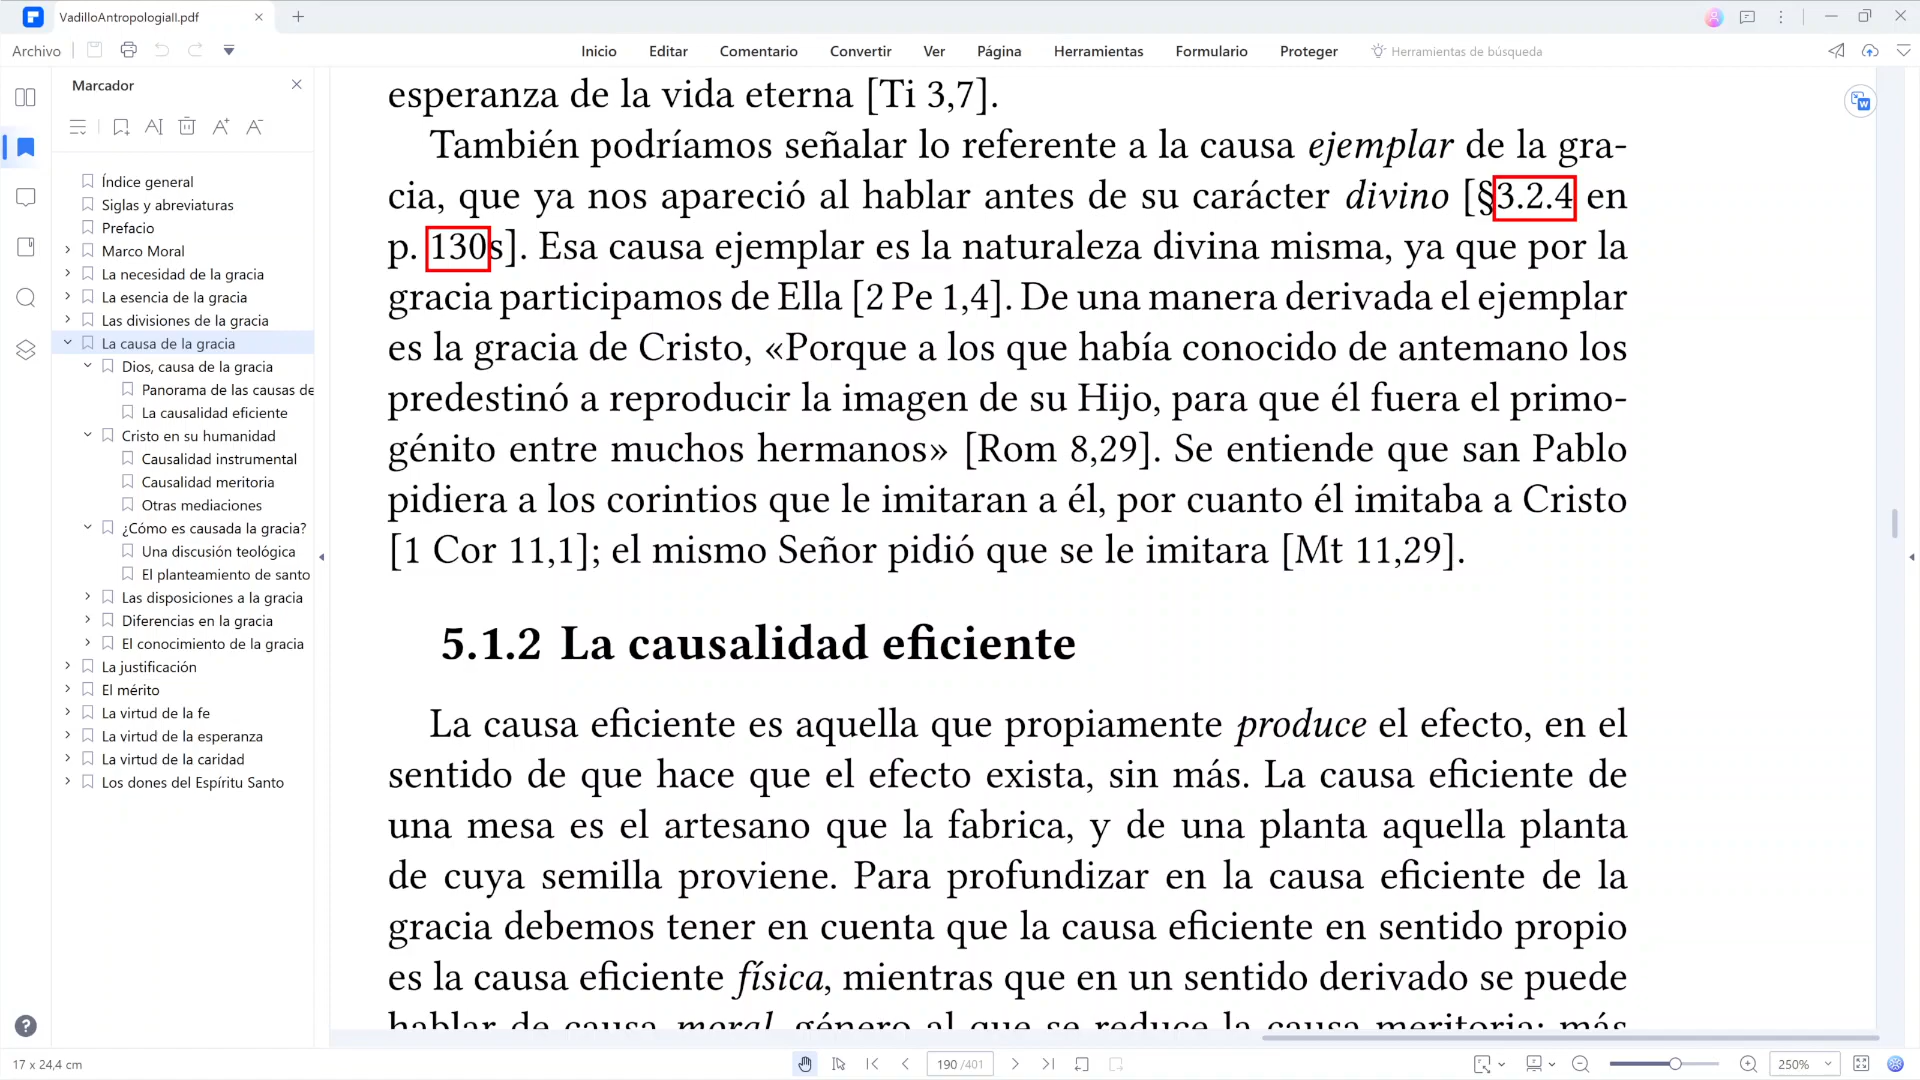 VadilloAntropologiaII.pdf
Archivo
Inicio
Editar
Comentario
Convertir
Ver
Página
Herramientas
Formulario
Proteger
Herramientas de búsqueda
Marcador
Índice general
Siglas y abreviaturas
Prefacio
Marco Moral
La necesidad de la gracia
La esencia de la gracia
Las divisiones de la gracia
La causa de la gracia
Dios, causa de la gracia
Panorama de las causas de
La causalidad eficiente
Cristo en su humanidad
Causalidad instrumental
Causalidad meritoria
Otras mediaciones
¿Cómo es causada la gracia?
Una discusión teológica
El planteamiento de santo
Las disposiciones a la gracia
Diferencias en la gracia
El conocimiento de la gracia
La justificación
El mérito
La virtud de la fe
La virtud de la esperanza
La virtud de la caridad
Los dones del Espíritu Santo
esperanza de la vida eterna [Ti 3,7].
También podríamos señalar lo referente a la causa ejemplar de la gra-
cia, que ya nos apareció al hablar antes de su carácter divino [§3.2.4 en
p. 130s]. Esa causa ejemplar es la naturaleza divina misma, ya que por la
gracia participamos de Ella [2 Pe 1,4]. De una manera derivada el ejemplar
es la gracia de Cristo, «Porque a los que había conocido de antemano los
predestinó a reproducir la imagen de su Hijo, para que él fuera el primo-
génito entre muchos hermanos» [Rom 8,29]. Se entiende que san Pablo
pidiera a los corintios que le imitaran a él, por cuanto él imitaba a Cristo
[1 Cor 11,1]; el mismo Señor pidió que se le imitara [Mt 11,29].
5.1.2 La causalidad eficiente
La causa eficiente es aquella que propiamente produce el efecto, en el
sentido de que hace que el efecto exista, sin más. La causa eficiente de
una mesa es el artesano que la fabrica, y de una planta aquella planta
de cuya semilla proviene. Para profundizar en la causa eficiente de la
gracia debemos tener en cuenta que la causa eficiente en sentido propio
es la causa eficiente física, mientras que en un sentido derivado se puede
hablar de causa moral, género al que se reduce la causa meritoria; más
17 x 24,4 cm
190 /401
250%